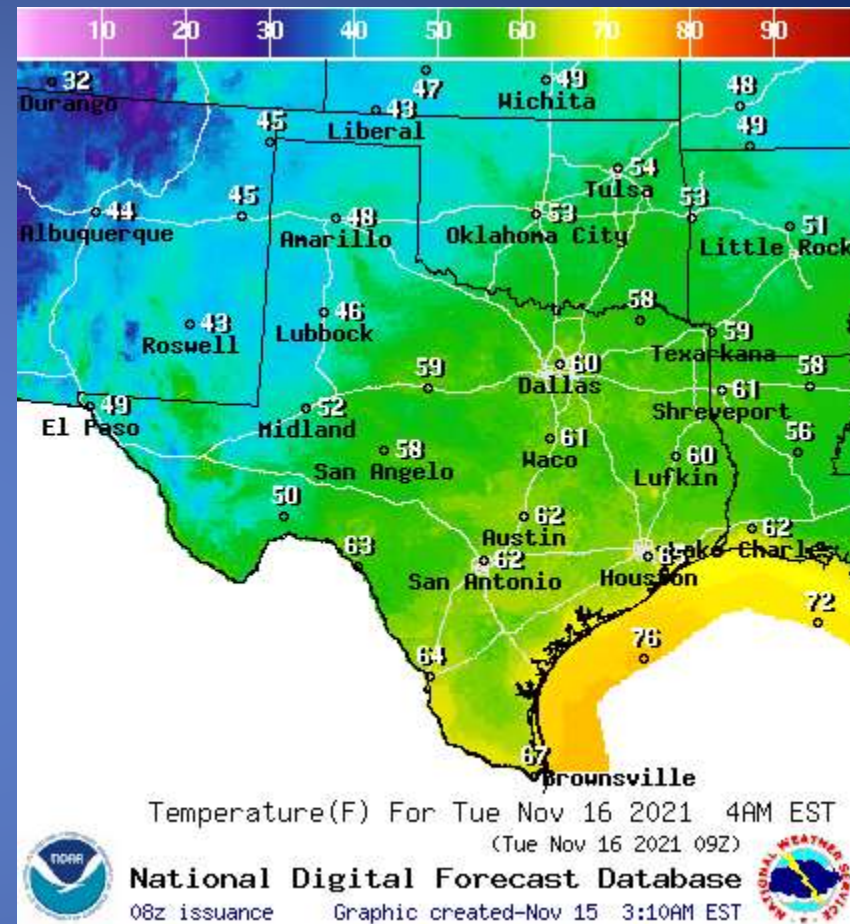 10 20 30 40 50 60 70 80 90
32
Durango
47
49
Wichita
48
43
Liberal
45
49
54
Tulsa
44
Albuquerque
45
48
Amarillo
53
Oklahoma City
53
51
Little Rock
43
Roswell
46
Lubbock
58
59
Texarkana
60
Dallas
59
61
Shreveport
58
49
El Paso
52
Midland
58
San Angelo
61
Waco
60
Lufkin
56
50
62
Austin
62
Lake
63
62
San Antonio
Houston
72
76
64
67
Brownsville
Temperature(F) For Tue Nov 16 2021 4AM EST
(Tue Nov 16 2021 09Z)
National Digital Forecast Database
08z issuance Graphic created-Nov 15 3:10AM EST
NOAA
NATIONAL WEATHER SERVICE